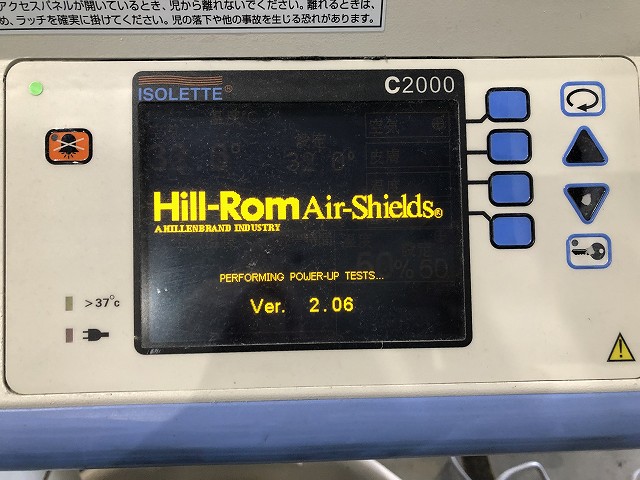 アクセスパネルが開いているとき、児から離れないでください。離れるときは、
め、ラッチを確実に掛けてください。児の落下や他の事故を生じる恐れがあります。
ISOLETTE®
C2000
Hill-Rom Air-Shields®
A HILLENBRAND INDUSTRY
PERFORMING POWER-UP TESTS...
Ver. 2.06
>37°c